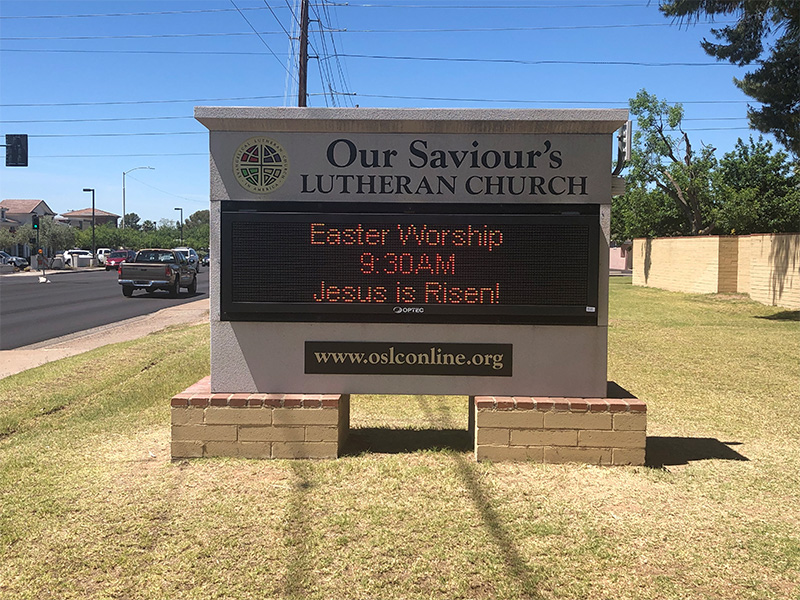 Our Saviour's
LUTHERAN CHURCH
Easter Worship
9:30AM
Jesus is Risen!
OPTEC
www.oslconline.org